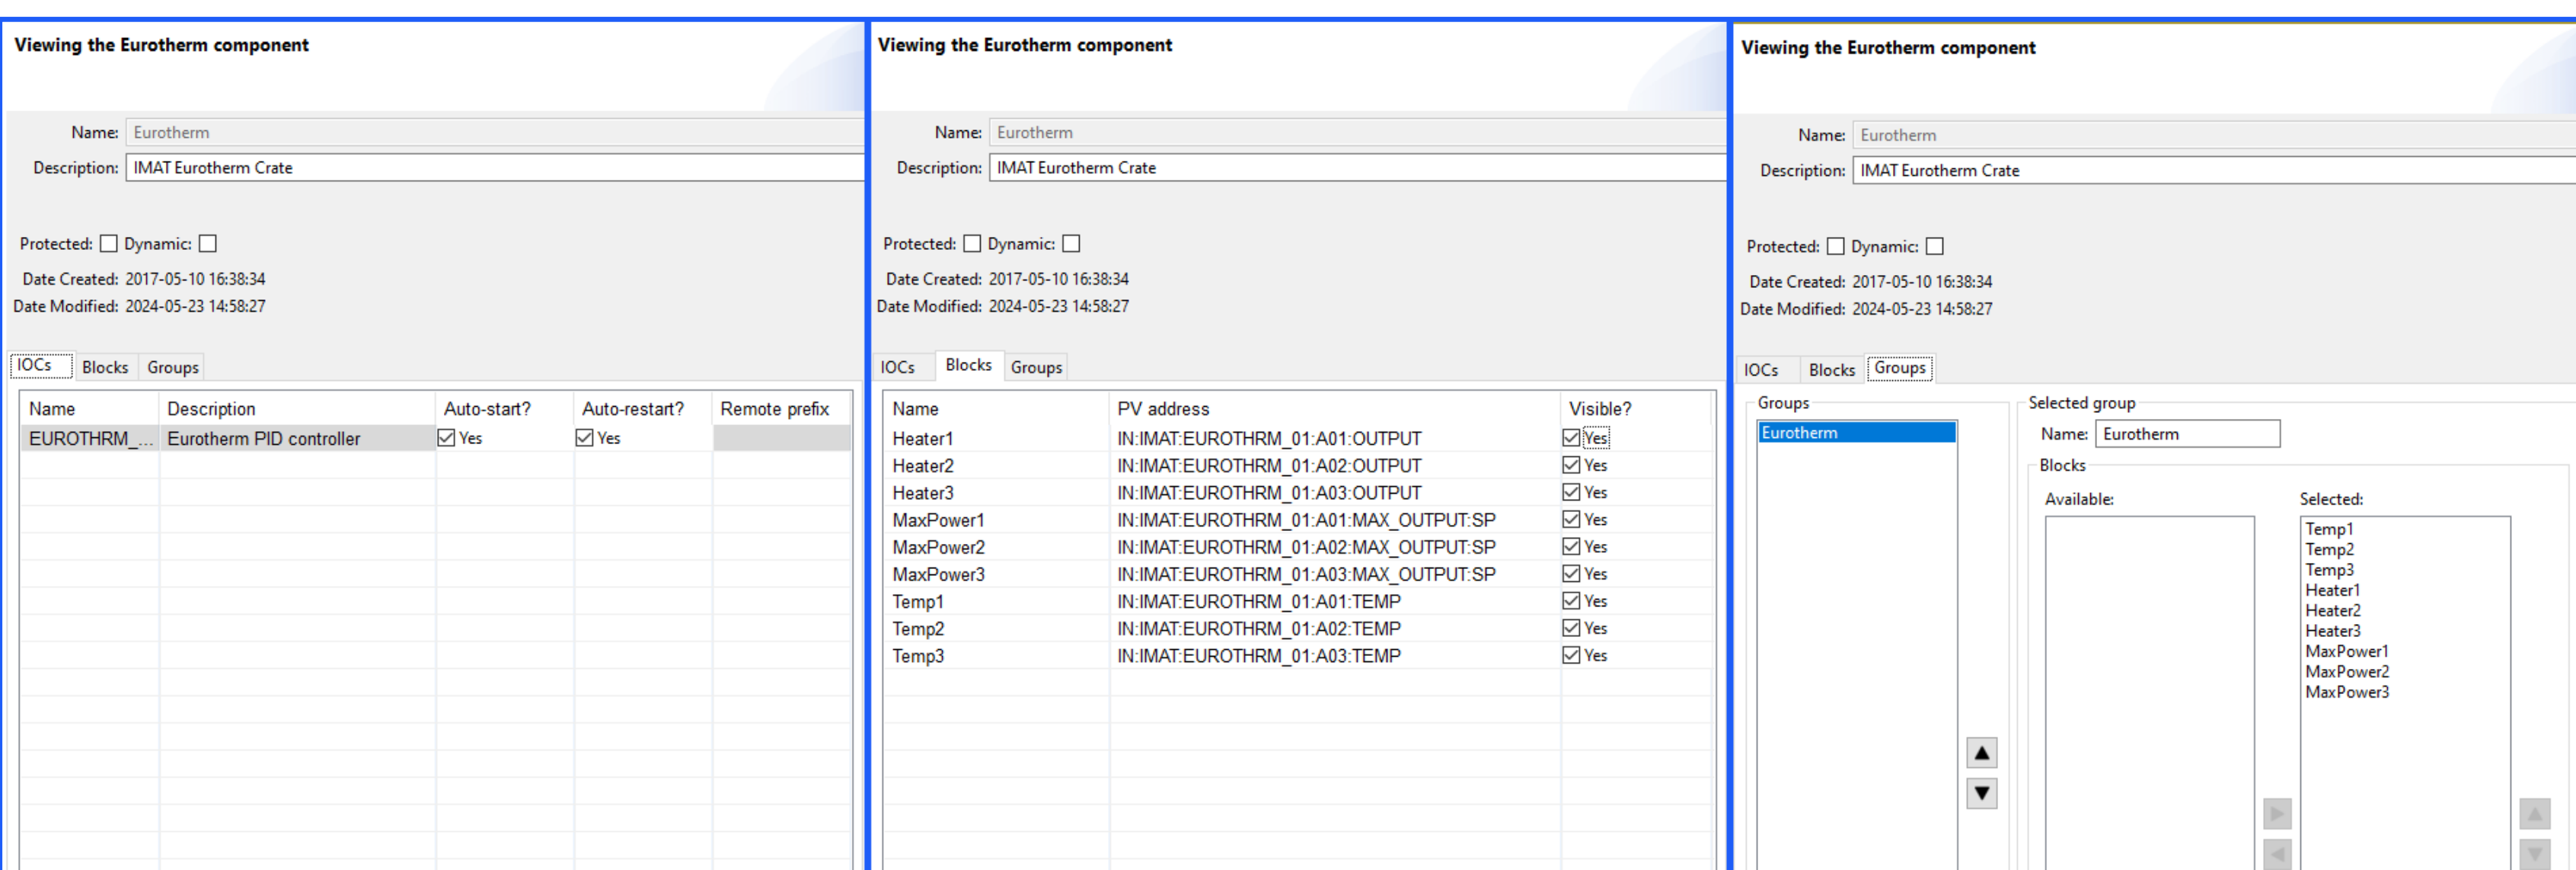 Viewing the Eurotherm component
Name: Eurotherm
Description: IMAT Eurotherm Crate
Protected: Dynamic:
Date Created: 2017-05-10 16:38:34
Date Modified: 2024-05-23 14:58:27
IOCs Blocks Groups
Name Description Auto-start? Auto-restart? Remote prefix
EUROTHRM_... Eurotherm PID controller Yes Yes
Viewing the Eurotherm component
Name: Eurotherm
Description: IMAT Eurotherm Crate
Protected: Dynamic:
Date Created: 2017-05-10 16:38:34
Date Modified: 2024-05-23 14:58:27
IOCs Blocks Groups
Name PV address Visible?
Heater1 IN:IMAT:EUROTHRM_01:A01:OUTPUT Yes
Heater2 IN:IMAT:EUROTHRM_01:A02:OUTPUT Yes
Heater3 IN:IMAT:EUROTHRM_01:A03:OUTPUT Yes
MaxPower1 IN:IMAT:EUROTHRM_01:A01:MAX_OUTPUT:SP Yes
MaxPower2 IN:IMAT:EUROTHRM_01:A02:MAX_OUTPUT:SP Yes
MaxPower3 IN:IMAT:EUROTHRM_01:A03:MAX_OUTPUT:SP Yes
Temp1 IN:IMAT:EUROTHRM_01:A01:TEMP Yes
Temp2 IN:IMAT:EUROTHRM_01:A02:TEMP Yes
Temp3 IN:IMAT:EUROTHRM_01:A03:TEMP Yes
Viewing the Eurotherm component
Name: Eurotherm
Description: IMAT Eurotherm Crate
Protected: Dynamic:
Date Created: 2017-05-10 16:38:34
Date Modified: 2024-05-23 14:58:27
IOCs Blocks Groups
Groups
Eurotherm
Selected group
Name: Eurotherm
Blocks
Available:
Selected:
Temp1
Temp2
Temp3
Heater1
Heater2
Heater3
MaxPower1
MaxPower2
MaxPower3